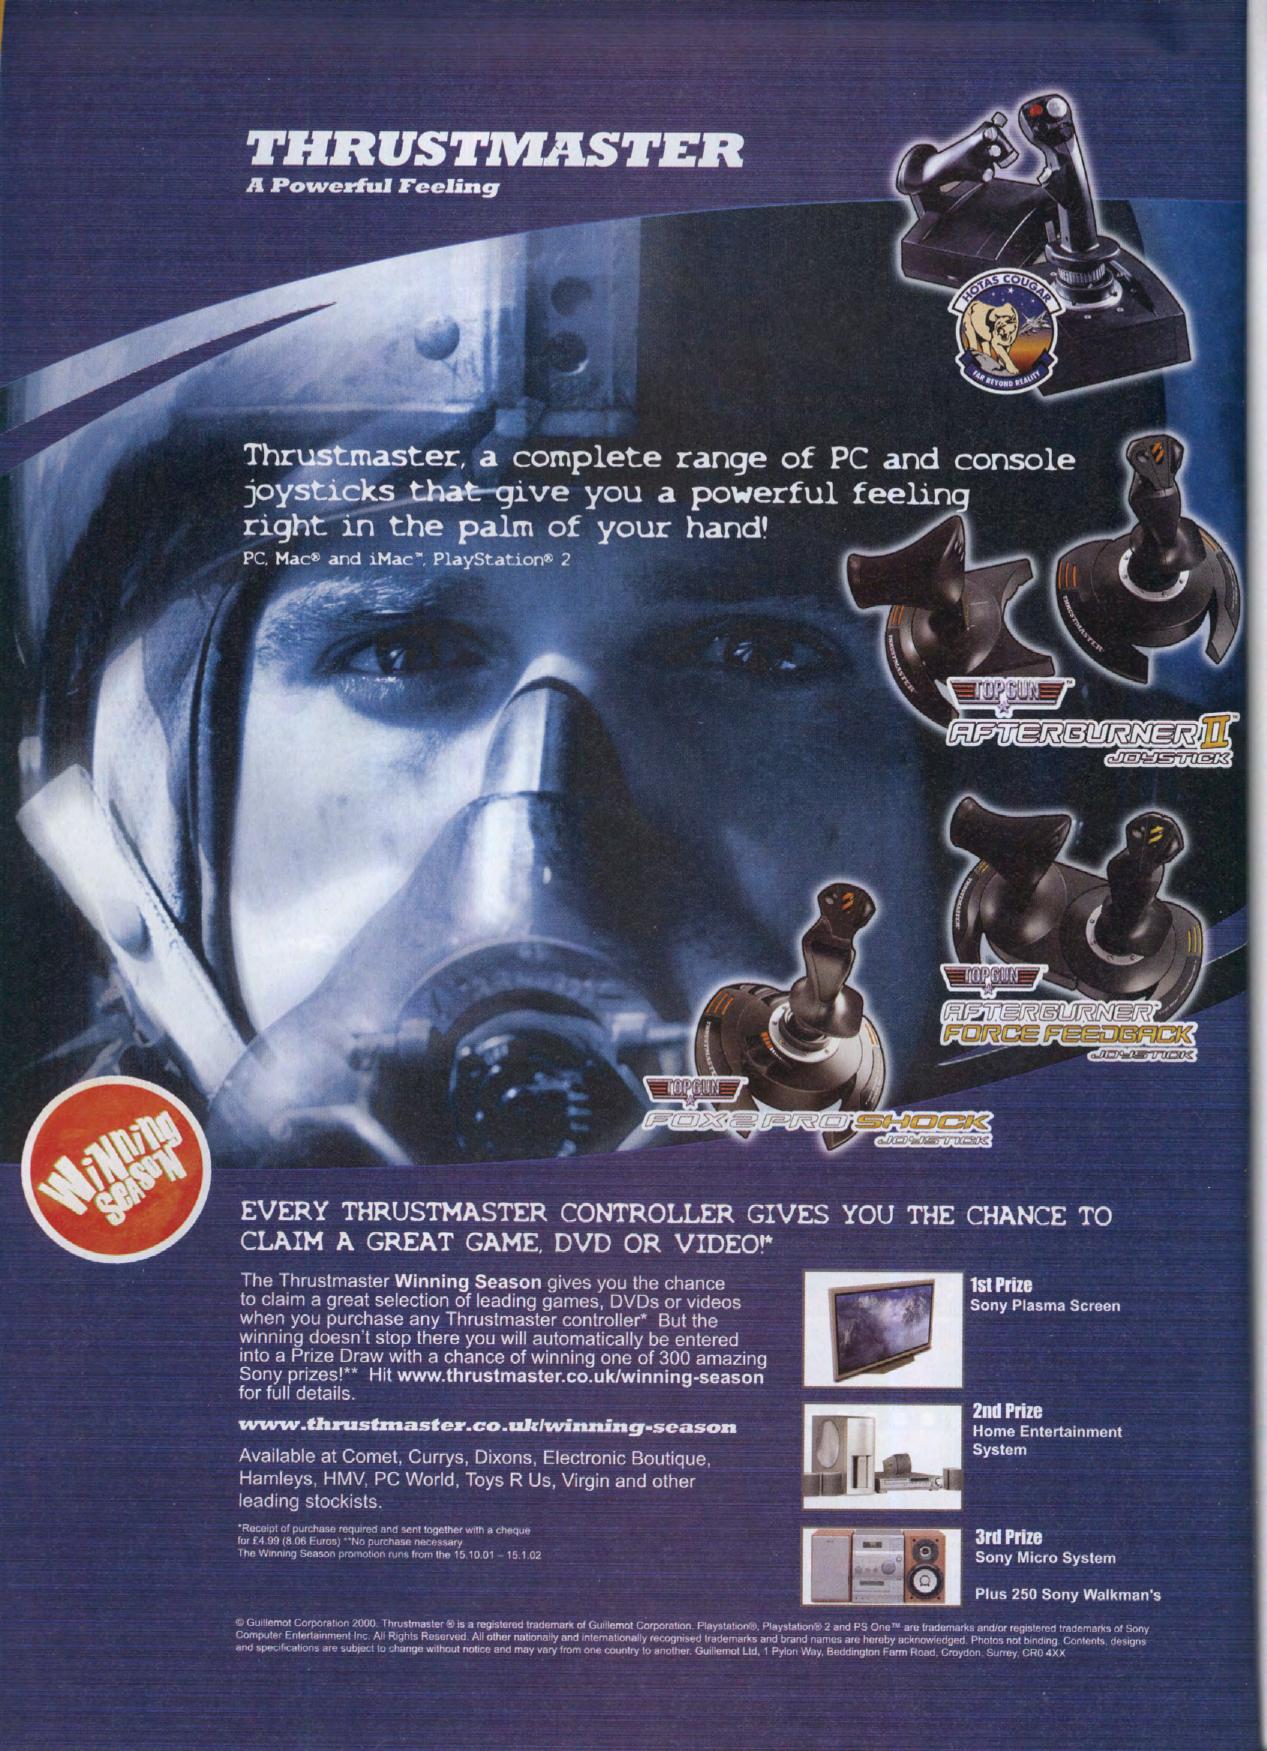 THRUSTMASTER
A Powerful Feeling
HOTAS COUGAR
FAR BEYOND REALITY
Thrustmaster, a complete range of PC and console
joysticks that give you a powerful feeling
right in the palm of your hand!
PC, Mac® and iMac™, PlayStation® 2
THRUSTMASTER
THRUSTMASTER
TOP GUN™
AFTERBURNER II™
JOYSTICK
THRUSTMASTER
TOP GUN™
AFTERBURNER™
FORCE FEEDBACK
JOYSTICK
THRUSTMASTER
TOP GUN™
FOX 2 PRO™ SHOCK
JOYSTICK
WiNNing
SEASON
EVERY THRUSTMASTER CONTROLLER GIVES YOU THE CHANCE TO
CLAIM A GREAT GAME, DVD OR VIDEO!*
The Thrustmaster Winning Season gives you the chance
to claim a great selection of leading games, DVDs or videos
when you purchase any Thrustmaster controller* But the
winning doesn't stop there you will automatically be entered
into a Prize Draw with a chance of winning one of 300 amazing
Sony prizes!** Hit www.thrustmaster.co.uk/winning-season
for full details.
www.thrustmaster.co.uk/winning-season
Available at Comet, Currys, Dixons, Electronic Boutique,
Hamleys, HMV, PC World, Toys R Us, Virgin and other
leading stockists.
*Receipt of purchase required and sent together with a cheque
for £4.99 (8.06 Euros) **No purchase necessary
The Winning Season promotion runs from the 15.10.01 – 15.1.02
1st Prize
Sony Plasma Screen
2nd Prize
Home Entertainment
System
3rd Prize
Sony Micro System
Plus 250 Sony Walkman's
© Guillemot Corporation 2000. Thrustmaster ® is a registered trademark of Guillemot Corporation. Playstation®, Playstation® 2 and PS One™ are trademarks and/or registered trademarks of Sony
Computer Entertainment Inc. All Rights Reserved. All other nationally and internationally recognised trademarks and brand names are hereby acknowledged. Photos not binding. Contents, designs
and specifications are subject to change without notice and may vary from one country to another. Guillemot Ltd, 1 Pylon Way, Beddington Farm Road, Croydon, Surrey, CR0 4XX